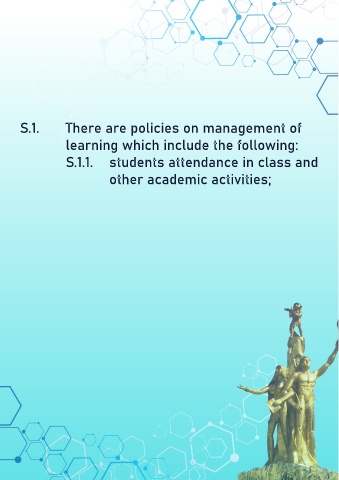 S.1. There are policies on management of
learning which include the following:
S.1.1. students attendance in class and
other academic activities;